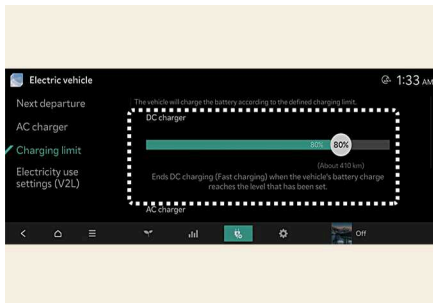 Electric vehicle
1:33 AM
Next departure
AC charger
Charging limit
Electricity use
settings (V2L)
The vehicle will charge the battery according to the defined charging limit.
DC charger
80% 80%
(About 410 km)
Ends DC charging (Fast charging) when the vehicle's battery charge
reaches the level that has been set.
AC charger
Off